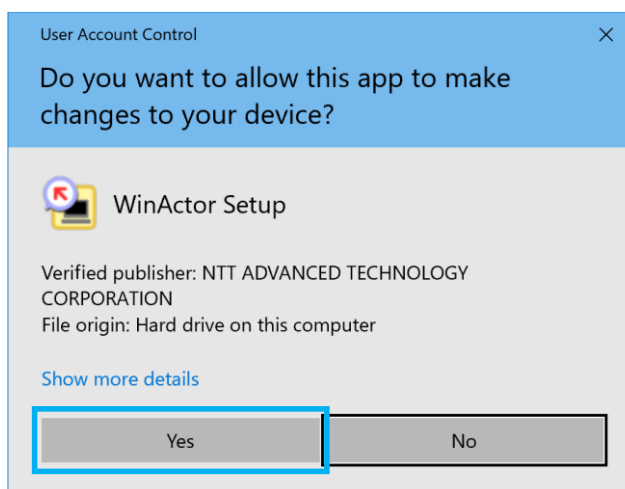 User Account Control
Do you want to allow this app to make
changes to your device?
WinActor Setup
Verified publisher: NTT ADVANCED TECHNOLOGY
CORPORATION
File origin: Hard drive on this computer
Show more details
Yes
No